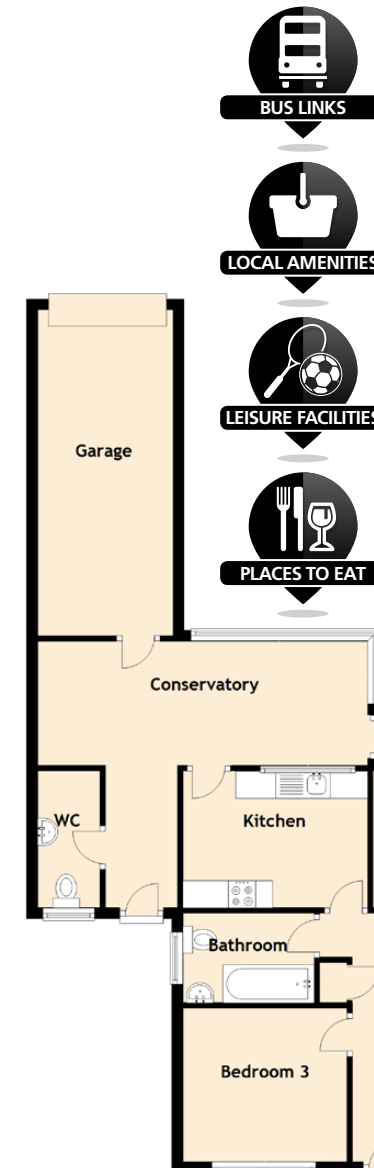 BUS LINKS
LOCAL AMENITIES
LEISURE FACILITIES
PLACES TO EAT
Garage
Conservatory
WC
Kitchen
Bathroom
Bedroom 3